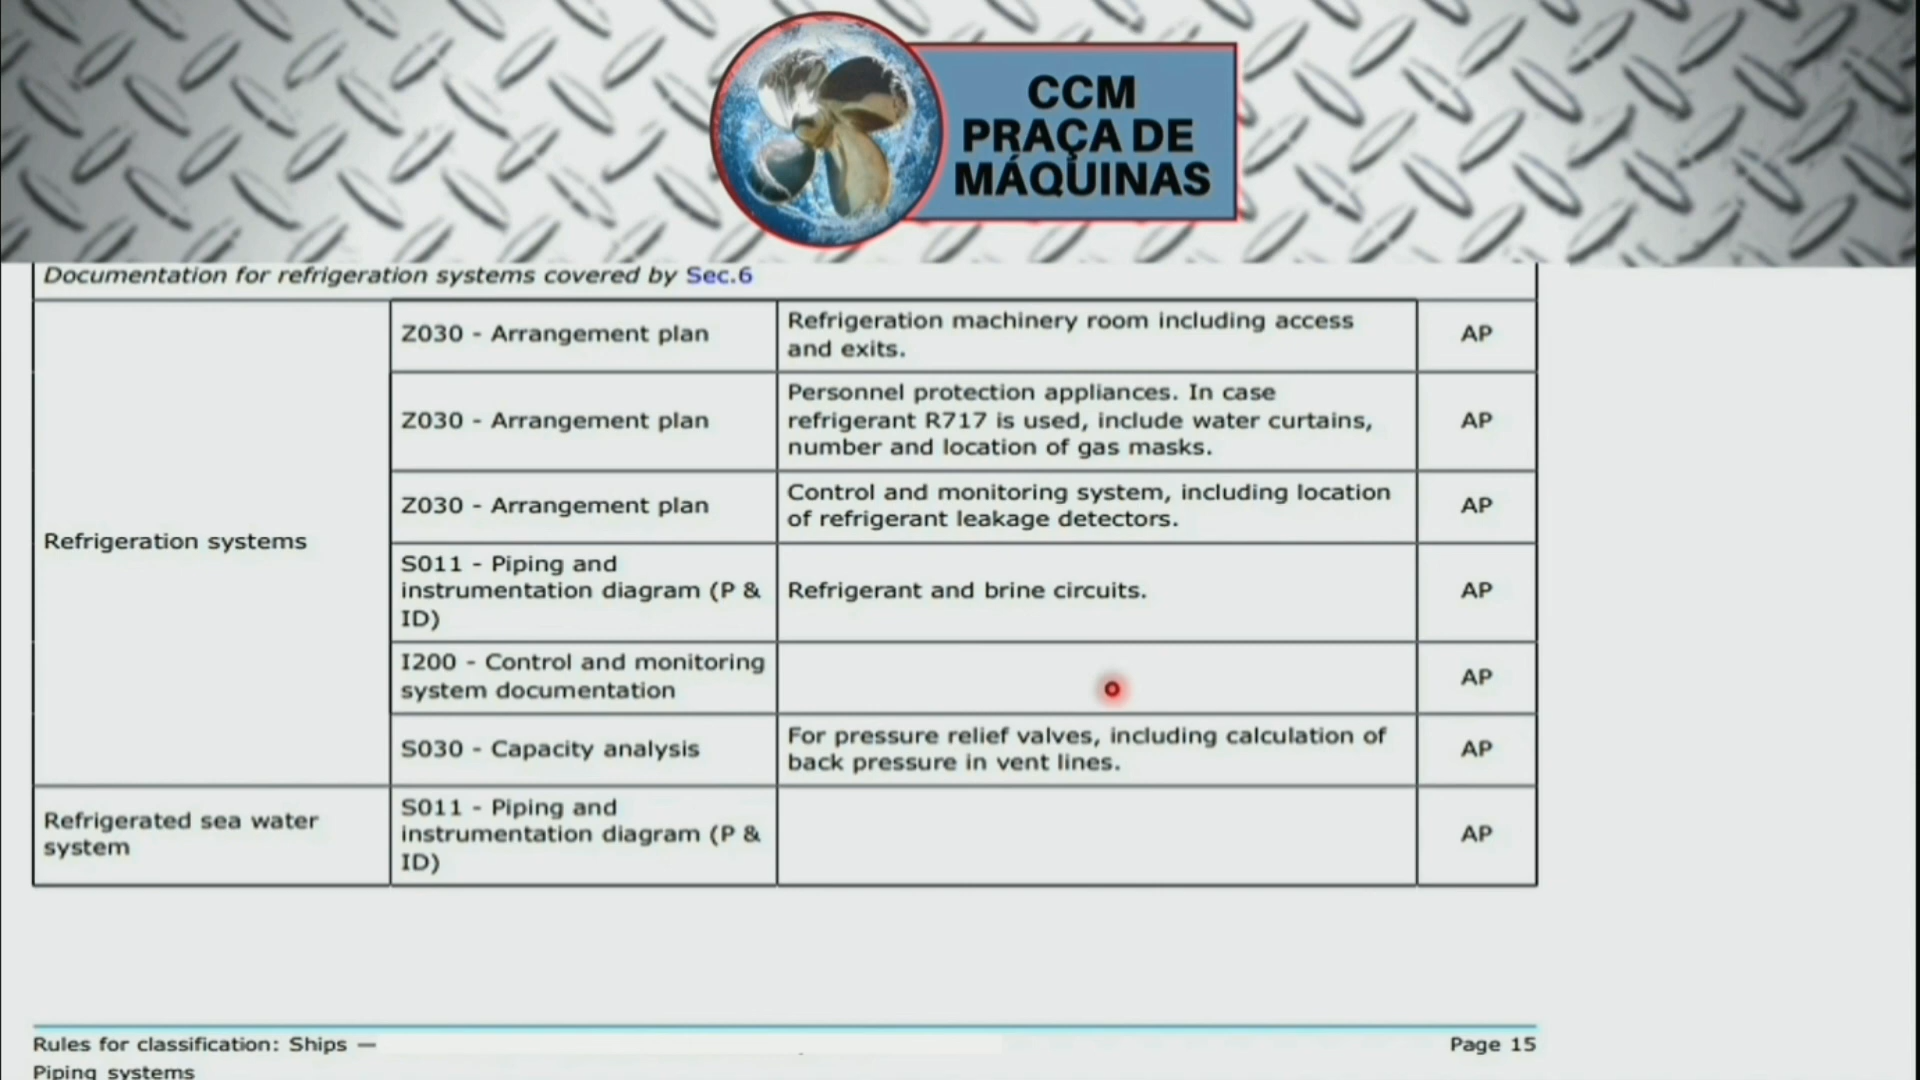 CCM
PRAÇA DE
MÁQUINAS
Documentation for refrigeration systems covered by Sec.6
Refrigeration systems
Z030 - Arrangement plan
Refrigeration machinery room including access
and exits.
AP
Z030 - Arrangement plan
Personnel protection appliances. In case
refrigerant R717 is used, include water curtains,
number and location of gas masks.
AP
Z030 - Arrangement plan
Control and monitoring system, including location
of refrigerant leakage detectors.
AP
S011 - Piping and
instrumentation diagram (P &
ID)
Refrigerant and brine circuits.
AP
I200 - Control and monitoring
system documentation
AP
S030 - Capacity analysis
For pressure relief valves, including calculation of
back pressure in vent lines.
AP
Refrigerated sea water
system
S011 - Piping and
instrumentation diagram (P &
ID)
AP
Rules for classification: Ships —
Page 15
Piping systems